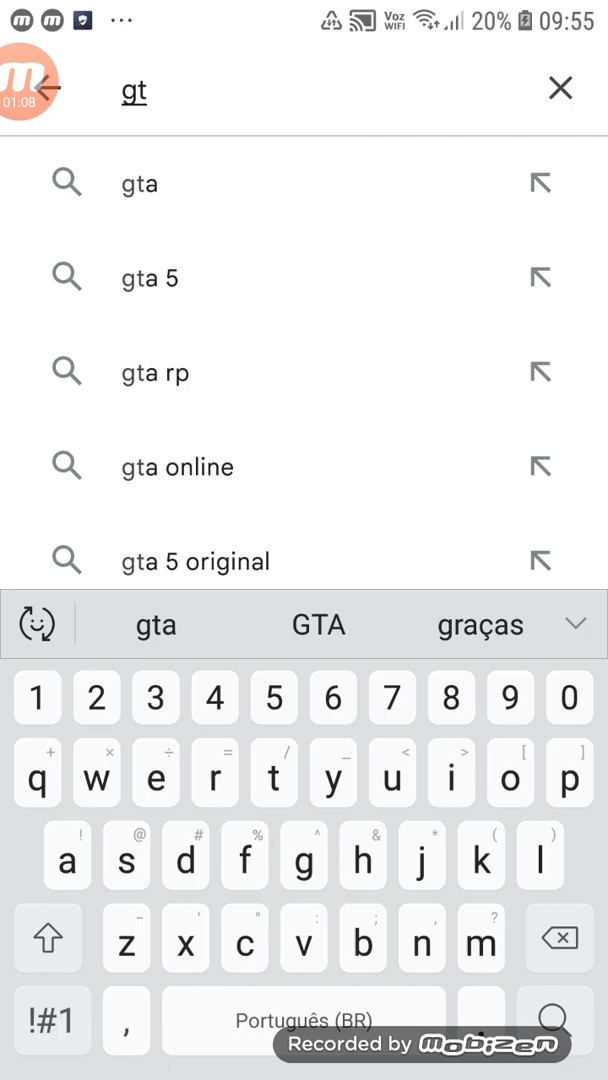 Voz WIFI 20% 09:55
m 01:08
gt
gta
gta 5
gta rp
gta online
gta 5 original
gta GTA graças
1 2 3 4 5 6 7 8 9 0
+ × ÷ = / _ < > [ ]
q w e r t y u i o p
! @ # % ^ & * ( )
a s d f g h j k l
- ' " : ; , ?
z x c v b n m
!#1 , Português (BR) .
Recorded by mobizen